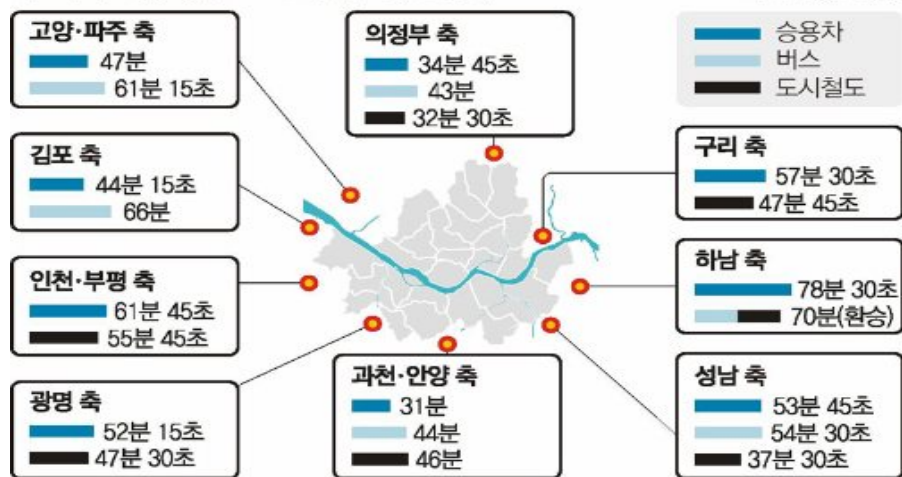 고양·파주 축
47분
61분 15초
의정부 축
34분 45초
43분
32분 30초
승용차
버스
도시철도
김포 축
44분 15초
66분
구리 축
57분 30초
47분 45초
인천·부평 축
61분 45초
55분 45초
하남 축
78분 30초
70분(환승)
광명 축
52분 15초
47분 30초
과천·안양 축
31분
44분
46분
성남 축
53분 45초
54분 30초
37분 30초